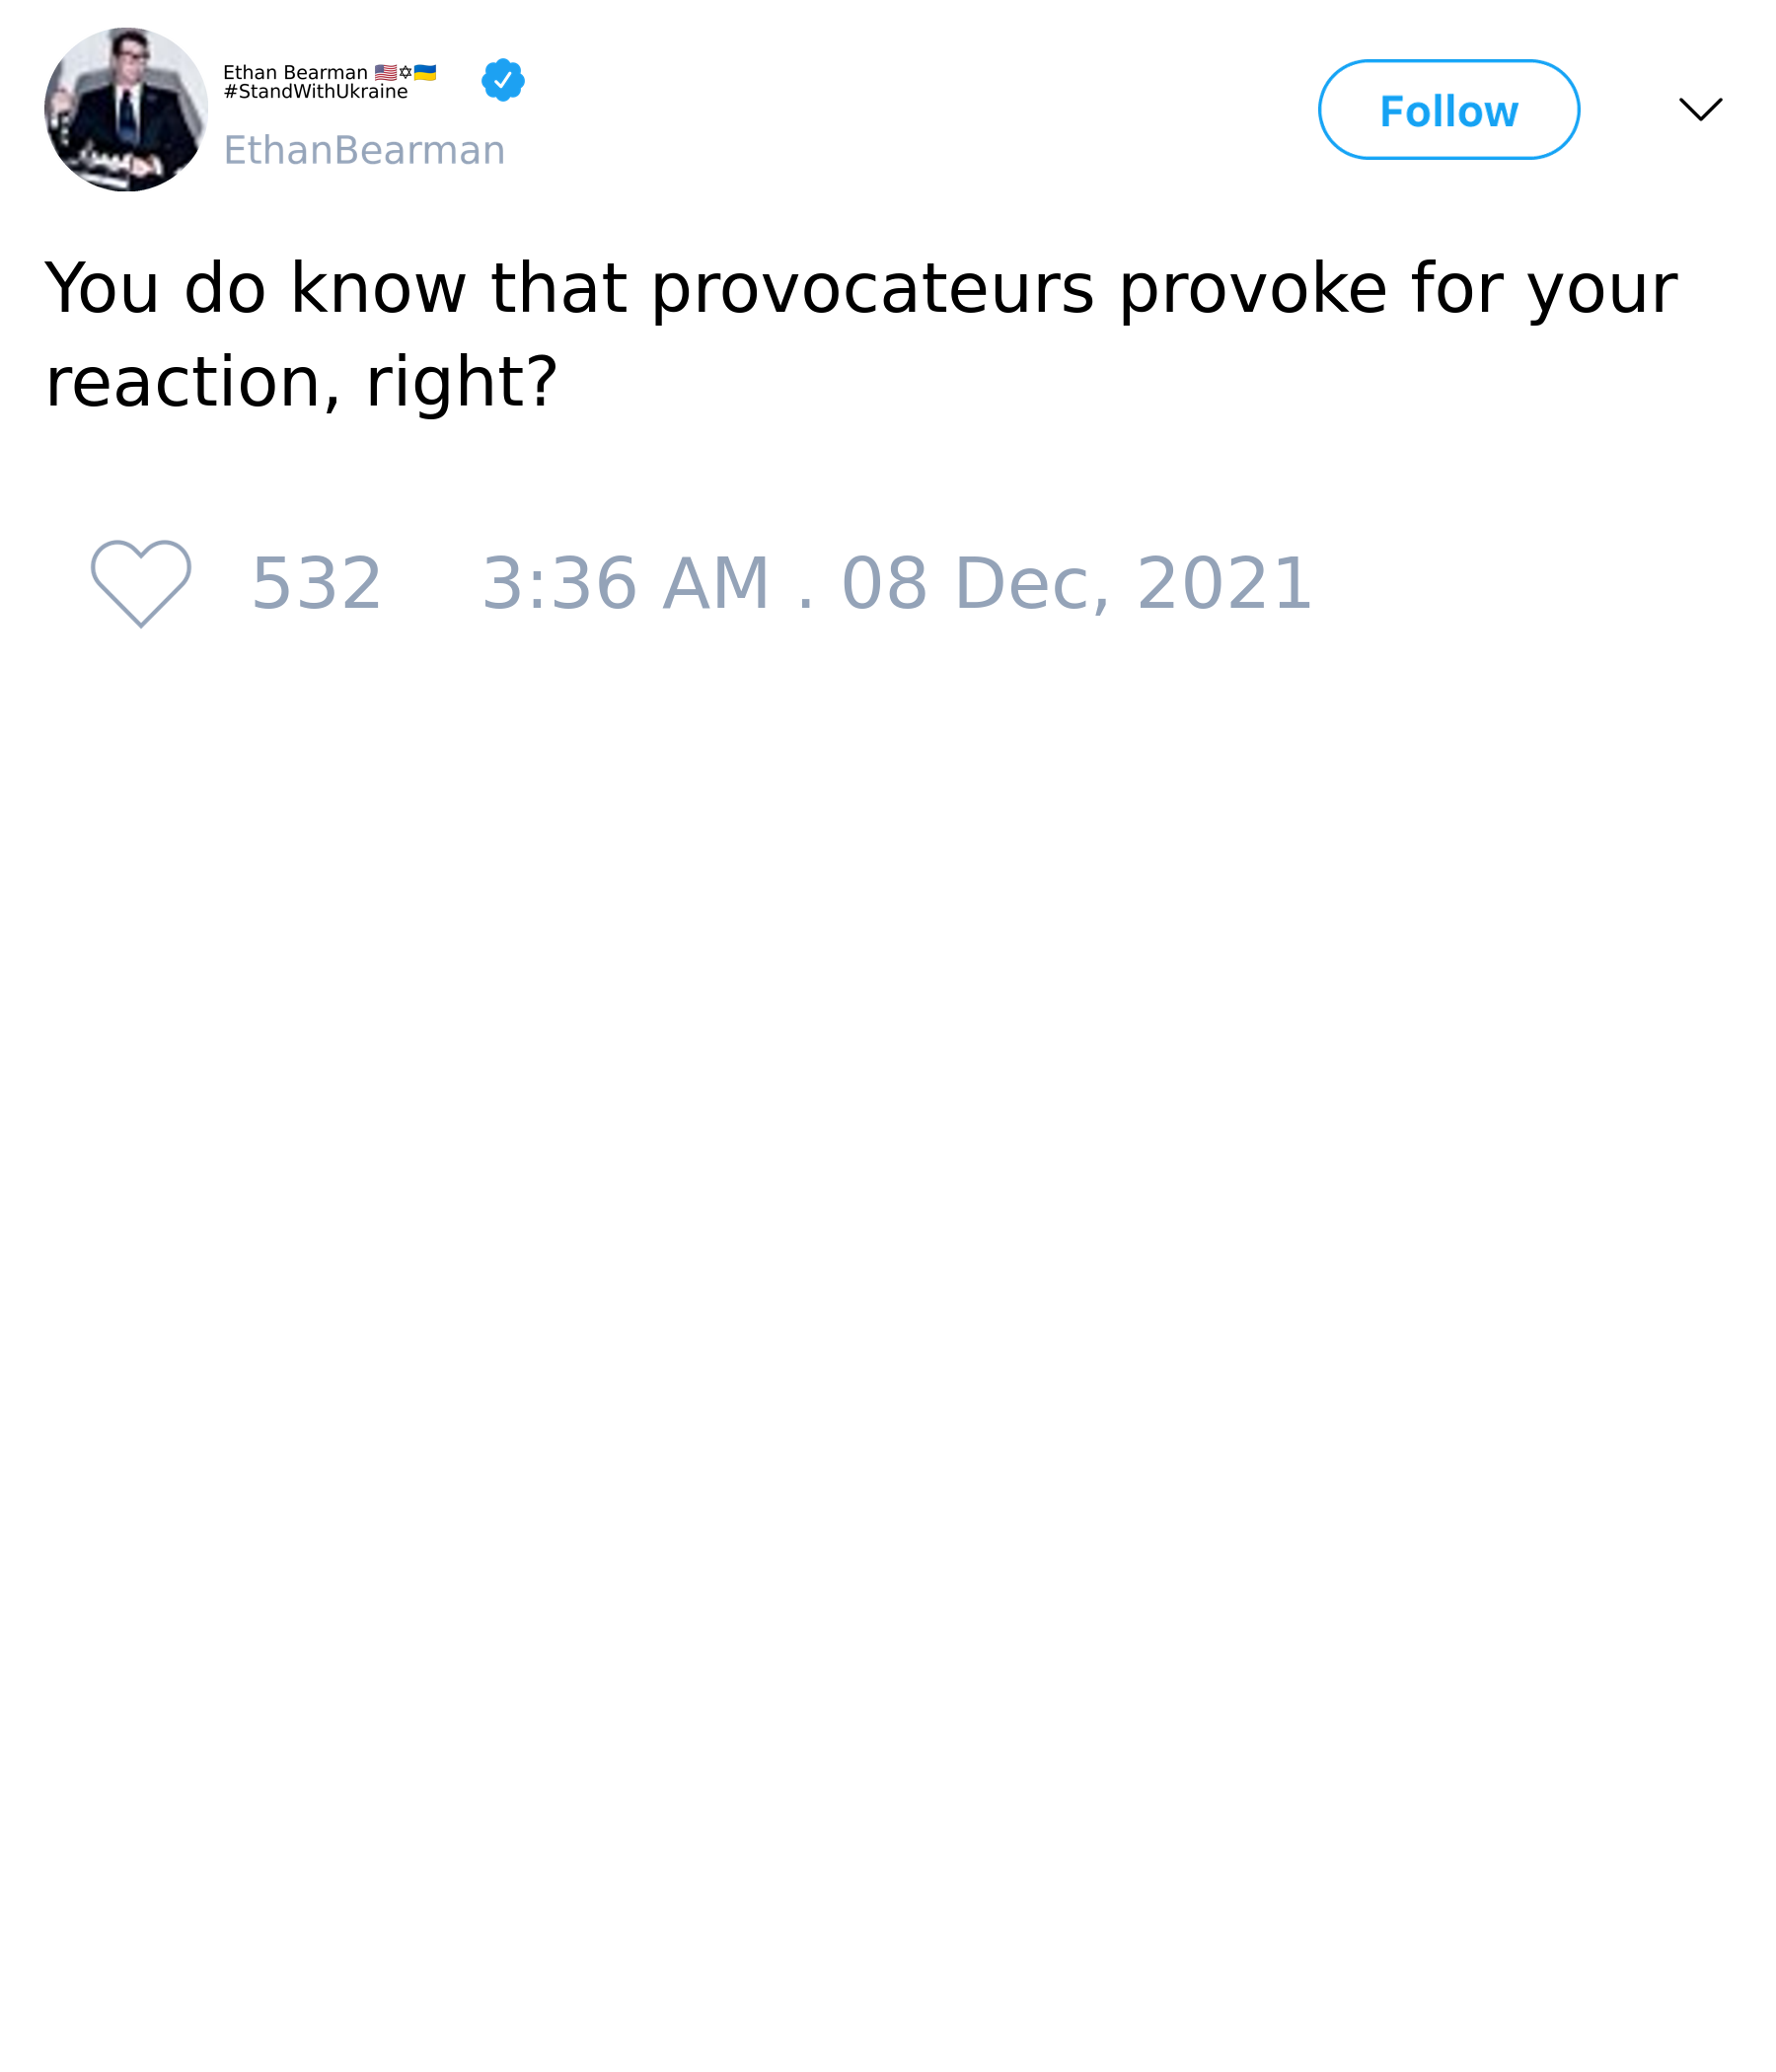 Ethan Bearman 🇺🇸✡🇺🇦
#StandWithUkraine
EthanBearman
Follow
You do know that provocateurs provoke for your
reaction, right?
532 3:36 AM . 08 Dec, 2021